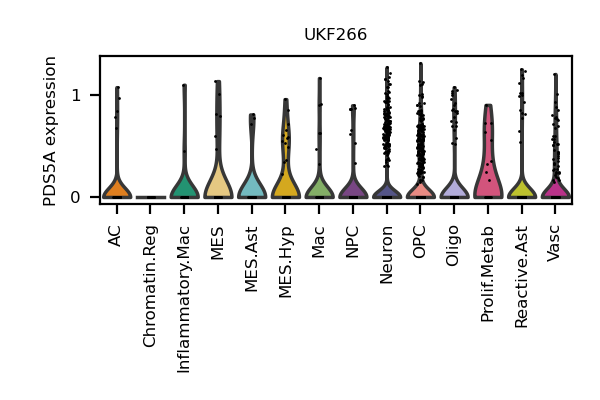 UKF266
PDS5A expression
1
0
AC
Chromatin.Reg
Inflammatory.Mac
MES
MES.Ast
MES.Hyp
Mac
NPC
Neuron
OPC
Oligo
Prolif.Metab
Reactive.Ast
Vasc